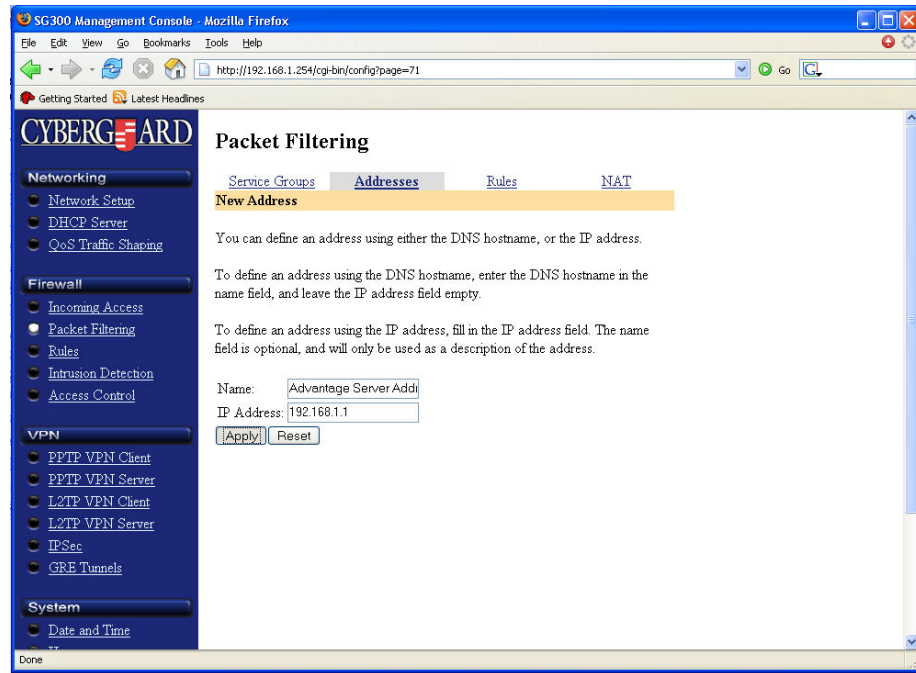 SG300 Management Console - Mozilla Firefox
File Edit View Go Bookmarks Tools Help
http://192.168.1.254/cgi-bin/config?page=71
Go
G
Getting Started Latest Headlines
CYBERGUARD
Networking
Network Setup
DHCP Server
QoS Traffic Shaping
Firewall
Incoming Access
Packet Filtering
Rules
Intrusion Detection
Access Control
VPN
PPTP VPN Client
PPTP VPN Server
L2TP VPN Client
L2TP VPN Server
IPSec
GRE Tunnels
System
Date and Time
Packet Filtering
Service Groups Addresses Rules NAT
New Address
You can define an address using either the DNS hostname, or the IP address.
To define an address using the DNS hostname, enter the DNS hostname in the
name field, and leave the IP address field empty.
To define an address using the IP address, fill in the IP address field. The name
field is optional, and will only be used as a description of the address.
Name: Advantage Server Addr
IP Address: 192.168.1.1
Apply Reset
Done